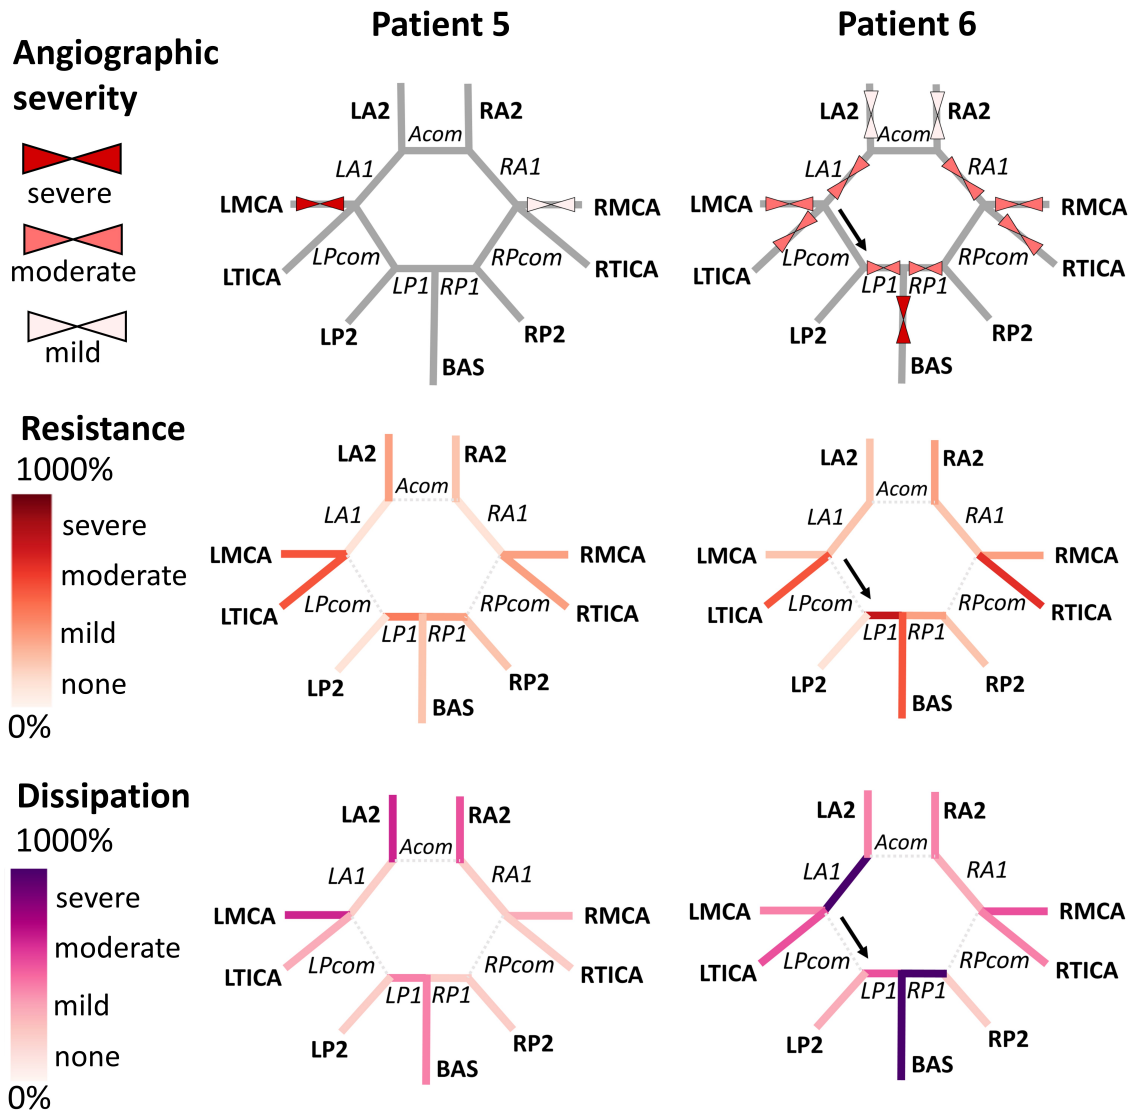 Patient 5
Patient 6
Angiographic
severity
severe
moderate
mild
LA2
RA2
Acom
LA1
RA1
LMCA
RMCA
LTICA
LPcom
RPcom
RTICA
LP1
RP1
LP2
RP2
BAS
LA2
RA2
Acom
LA1
RA1
LMCA
RMCA
LTICA
LPcom
RPcom
RTICA
LP1
RP1
LP2
RP2
BAS
Resistance
1000%
severe
moderate
mild
none
0%
LA2
RA2
Acom
LA1
RA1
LMCA
RMCA
LTICA
LPcom
RPcom
RTICA
LP1
RP1
LP2
RP2
BAS
LA2
RA2
Acom
LA1
RA1
LMCA
RMCA
LTICA
LPcom
RPcom
RTICA
LP1
RP1
LP2
RP2
BAS
Dissipation
1000%
severe
moderate
mild
none
0%
LA2
RA2
Acom
LA1
RA1
LMCA
RMCA
LTICA
LPcom
RPcom
RTICA
LP1
RP1
LP2
RP2
BAS
LA2
RA2
Acom
LA1
RA1
LMCA
RMCA
LTICA
LPcom
RPcom
RTICA
LP1
RP1
LP2
RP2
BAS